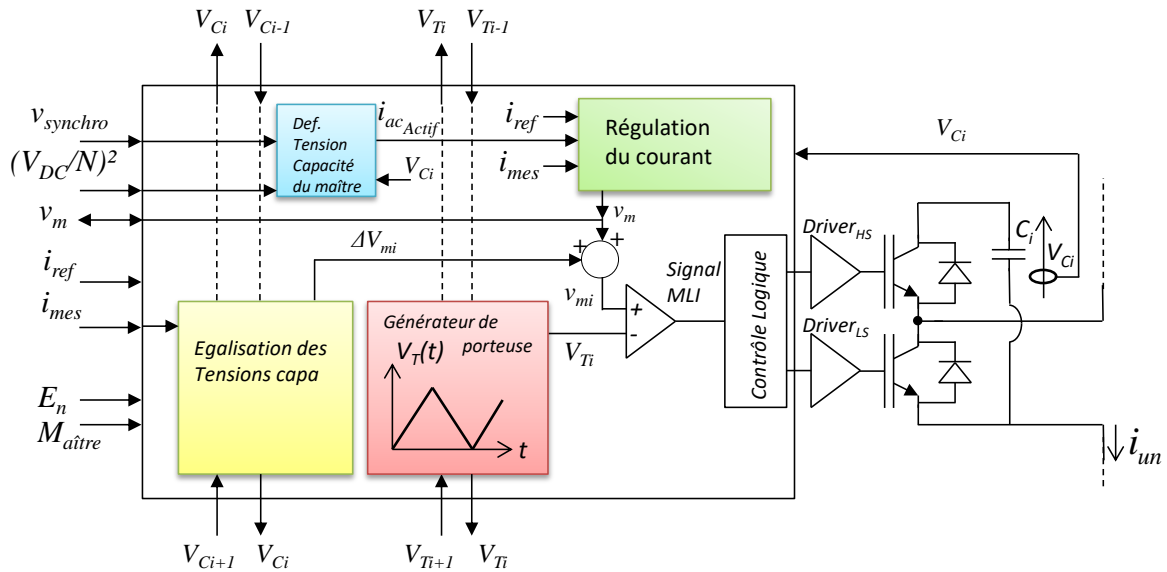 V_Ci V_Ci-1 V_Ti V_Ti-1
v_synchro
(V_DC/N)²
v_m
i_ref
i_mes
E_n
M_aître
Def.
Tension
Capacité
du maître
i_ac_Actif
V_Ci
i_ref
i_mes
Régulation
du courant
v_m
ΔV_mi
+ +
v_mi
Egalisation des
Tensions capa
Générateur de
porteuse
V_T(t)
t
V_Ti
+
-
Signal
MLI
Contrôle Logique
Driver_HS
Driver_LS
V_Ci
C_i
V_Ci
i_un
V_Ci+1 V_Ci V_Ti+1 V_Ti